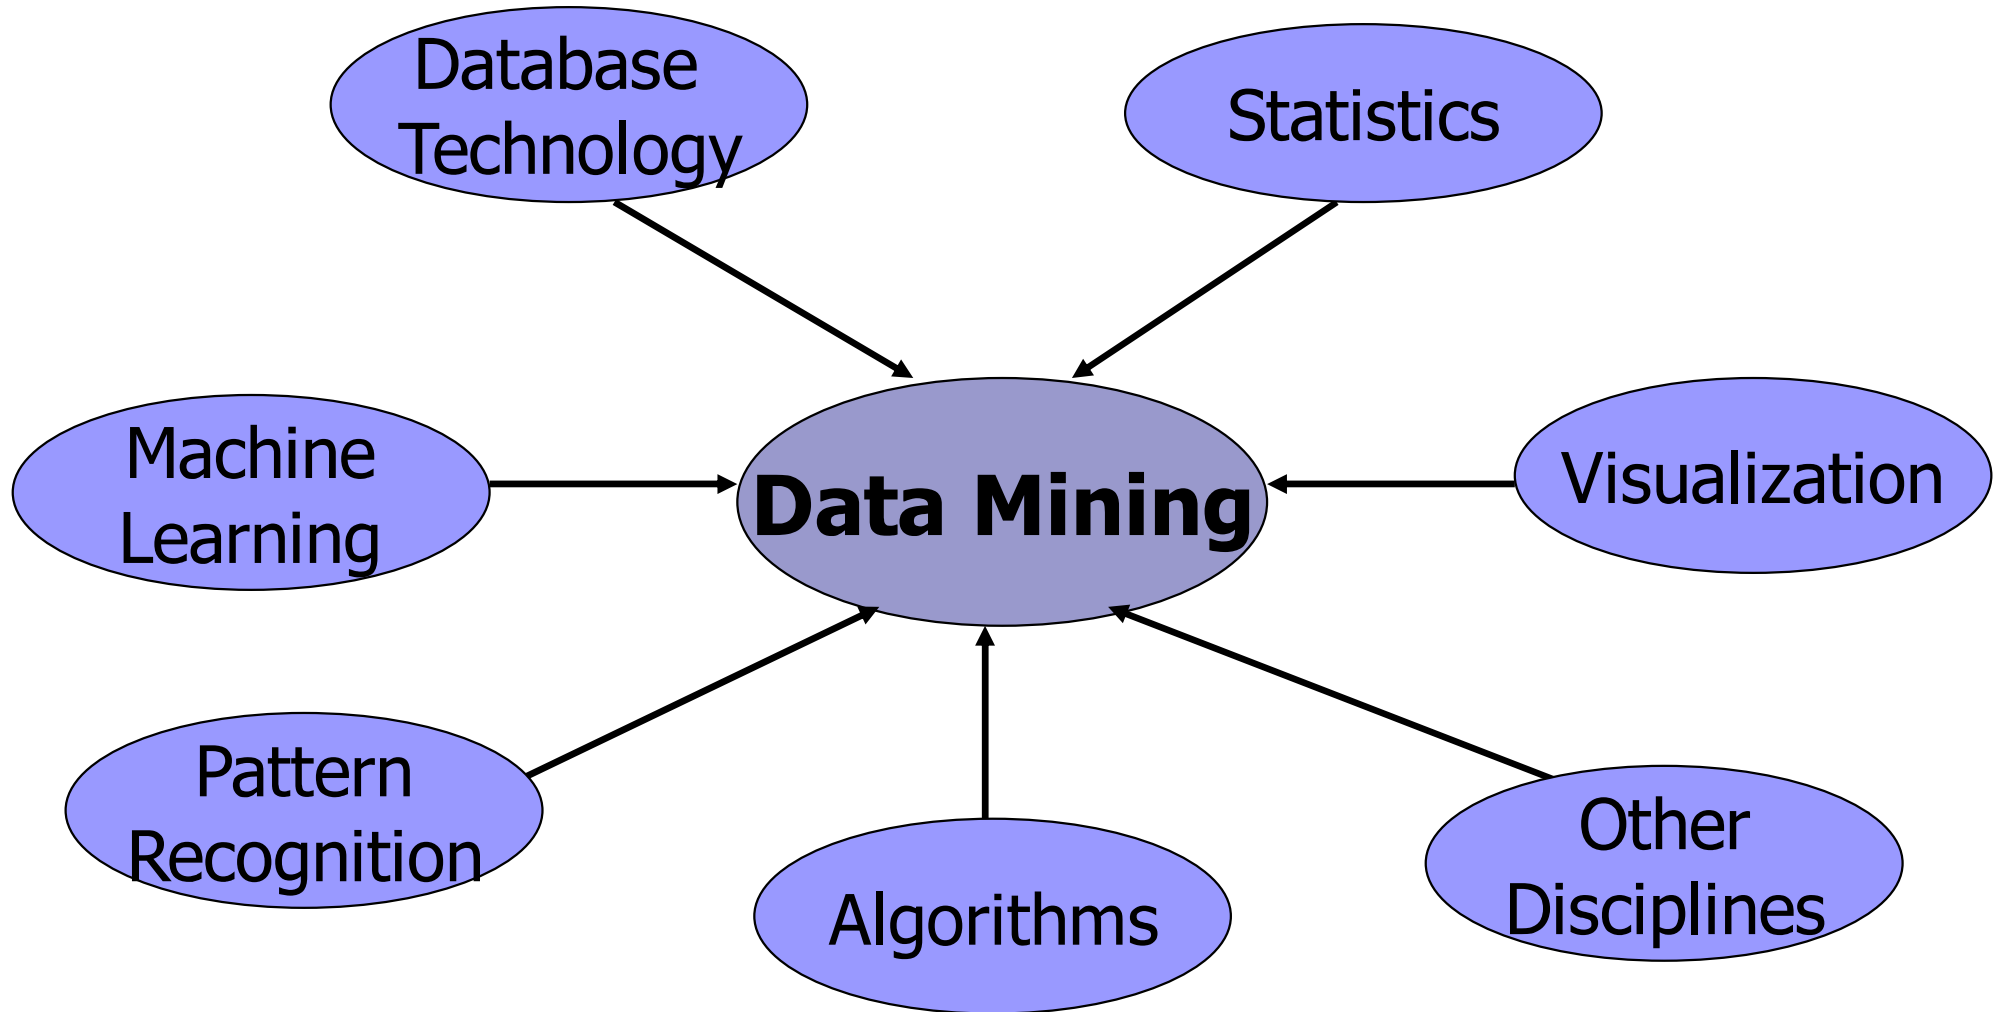 Database
Technology
Statistics
Machine
Learning
Data Mining
Visualization
Pattern
Recognition
Algorithms
Other
Disciplines